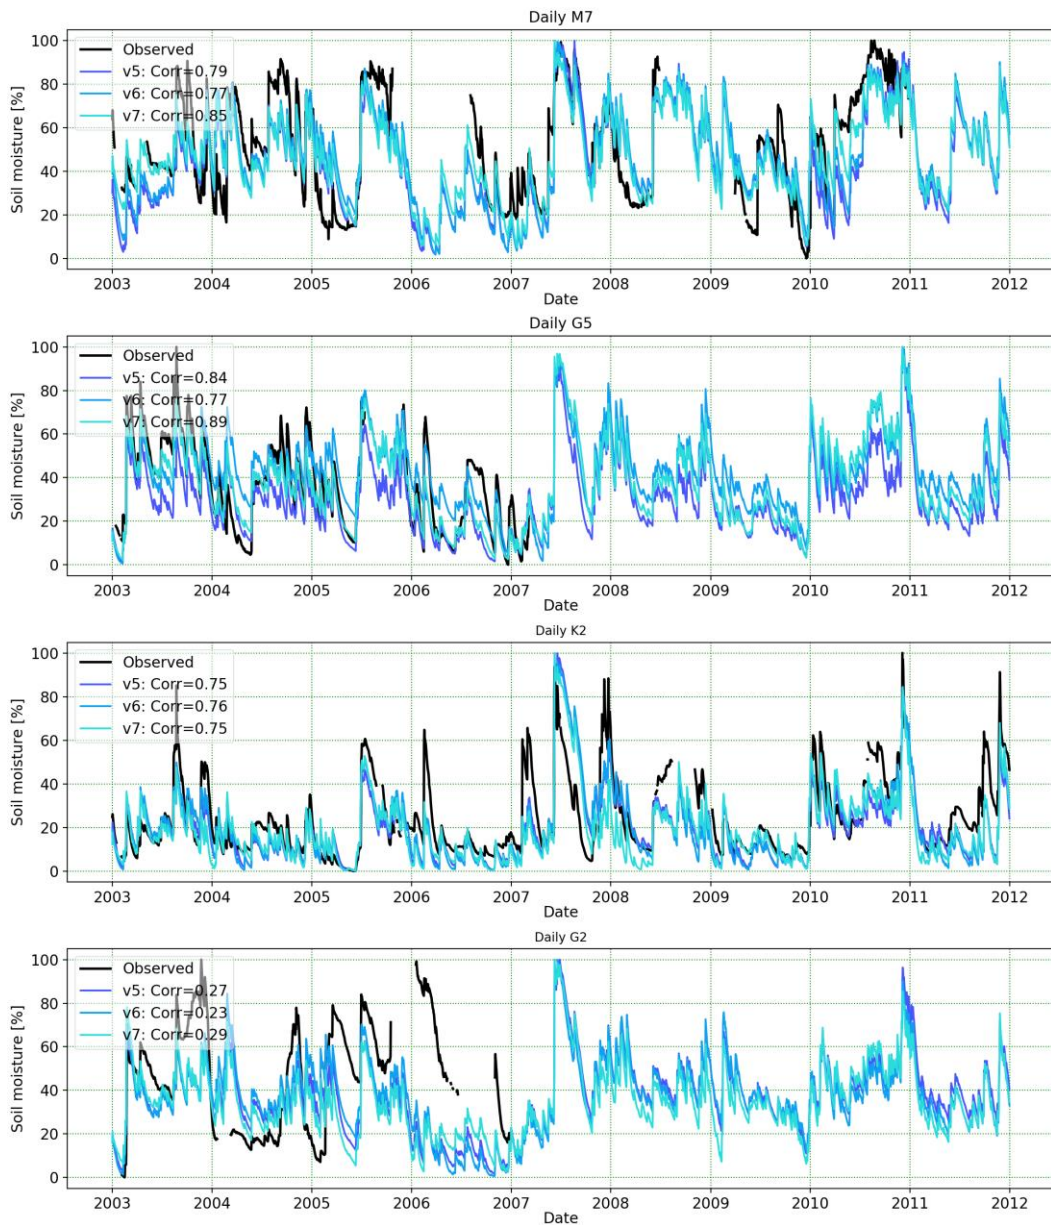 Daily M7
Soil moisture [%]
100
80
60
40
20
0
Observed
v5: Corr=0.79
v6: Corr=0.77
v7: Corr=0.85
2003 2004 2005 2006 2007 2008 2009 2010 2011 2012
Date
Daily G5
Soil moisture [%]
100
80
60
40
20
0
Observed
v5: Corr=0.84
v6: Corr=0.77
v7: Corr=0.89
2003 2004 2005 2006 2007 2008 2009 2010 2011 2012
Date
Daily K2
Soil moisture [%]
100
80
60
40
20
0
Observed
v5: Corr=0.75
v6: Corr=0.76
v7: Corr=0.75
2003 2004 2005 2006 2007 2008 2009 2010 2011 2012
Date
Daily G2
Soil moisture [%]
100
80
60
40
20
0
Observed
v5: Corr=0.27
v6: Corr=0.23
v7: Corr=0.29
2003 2004 2005 2006 2007 2008 2009 2010 2011 2012
Date